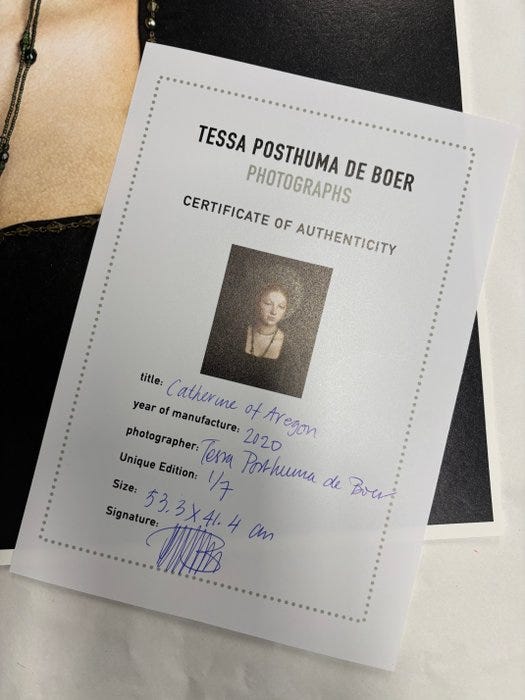 TESSA POSTHUMA DE BOER
PHOTOGRAPHS
CERTIFICATE OF AUTHENTICITY
title: Catherine of Aregon
year of manufacture: 2020
photographer: Tessa Posthuma de Boer
Unique Edition: 1/7
Size: 53.3 X 41.4 cm
Signature: